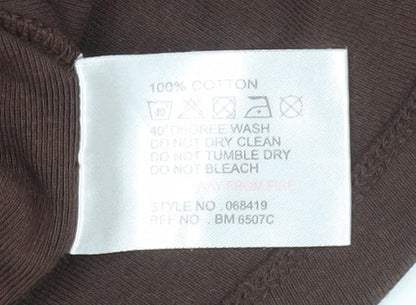 100% COTTON
40
40° DEGREE WASH
DO NOT DRY CLEAN
DO NOT TUMBLE DRY
DO NOT BLEACH
FROM FIRE
STYLE NO .068419
REF NO . BM 6507C